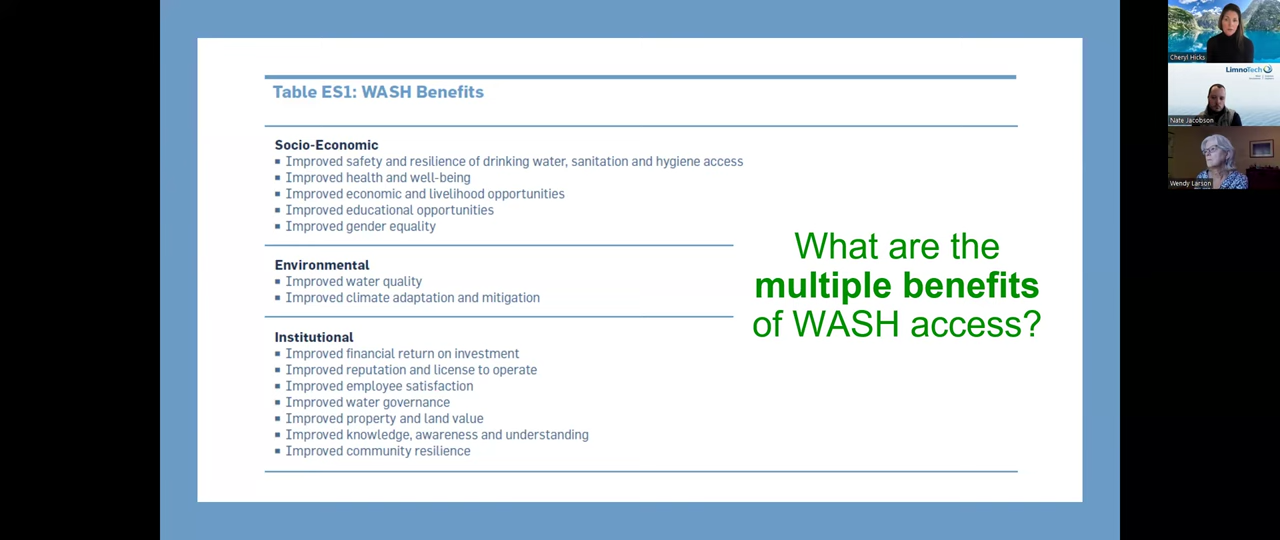 Table ES1: WASH Benefits
Socio-Economic
▪ Improved safety and resilience of drinking water, sanitation and hygiene access
▪ Improved health and well-being
▪ Improved economic and livelihood opportunities
▪ Improved educational opportunities
▪ Improved gender equality
Environmental
▪ Improved water quality
▪ Improved climate adaptation and mitigation
Institutional
▪ Improved financial return on investment
▪ Improved reputation and license to operate
▪ Improved employee satisfaction
▪ Improved water governance
▪ Improved property and land value
▪ Improved knowledge, awareness and understanding
▪ Improved community resilience
What are the
multiple benefits
of WASH access?
Cheryl Hicks
LimnoTech
Nate Jacobson
Wendy Larson